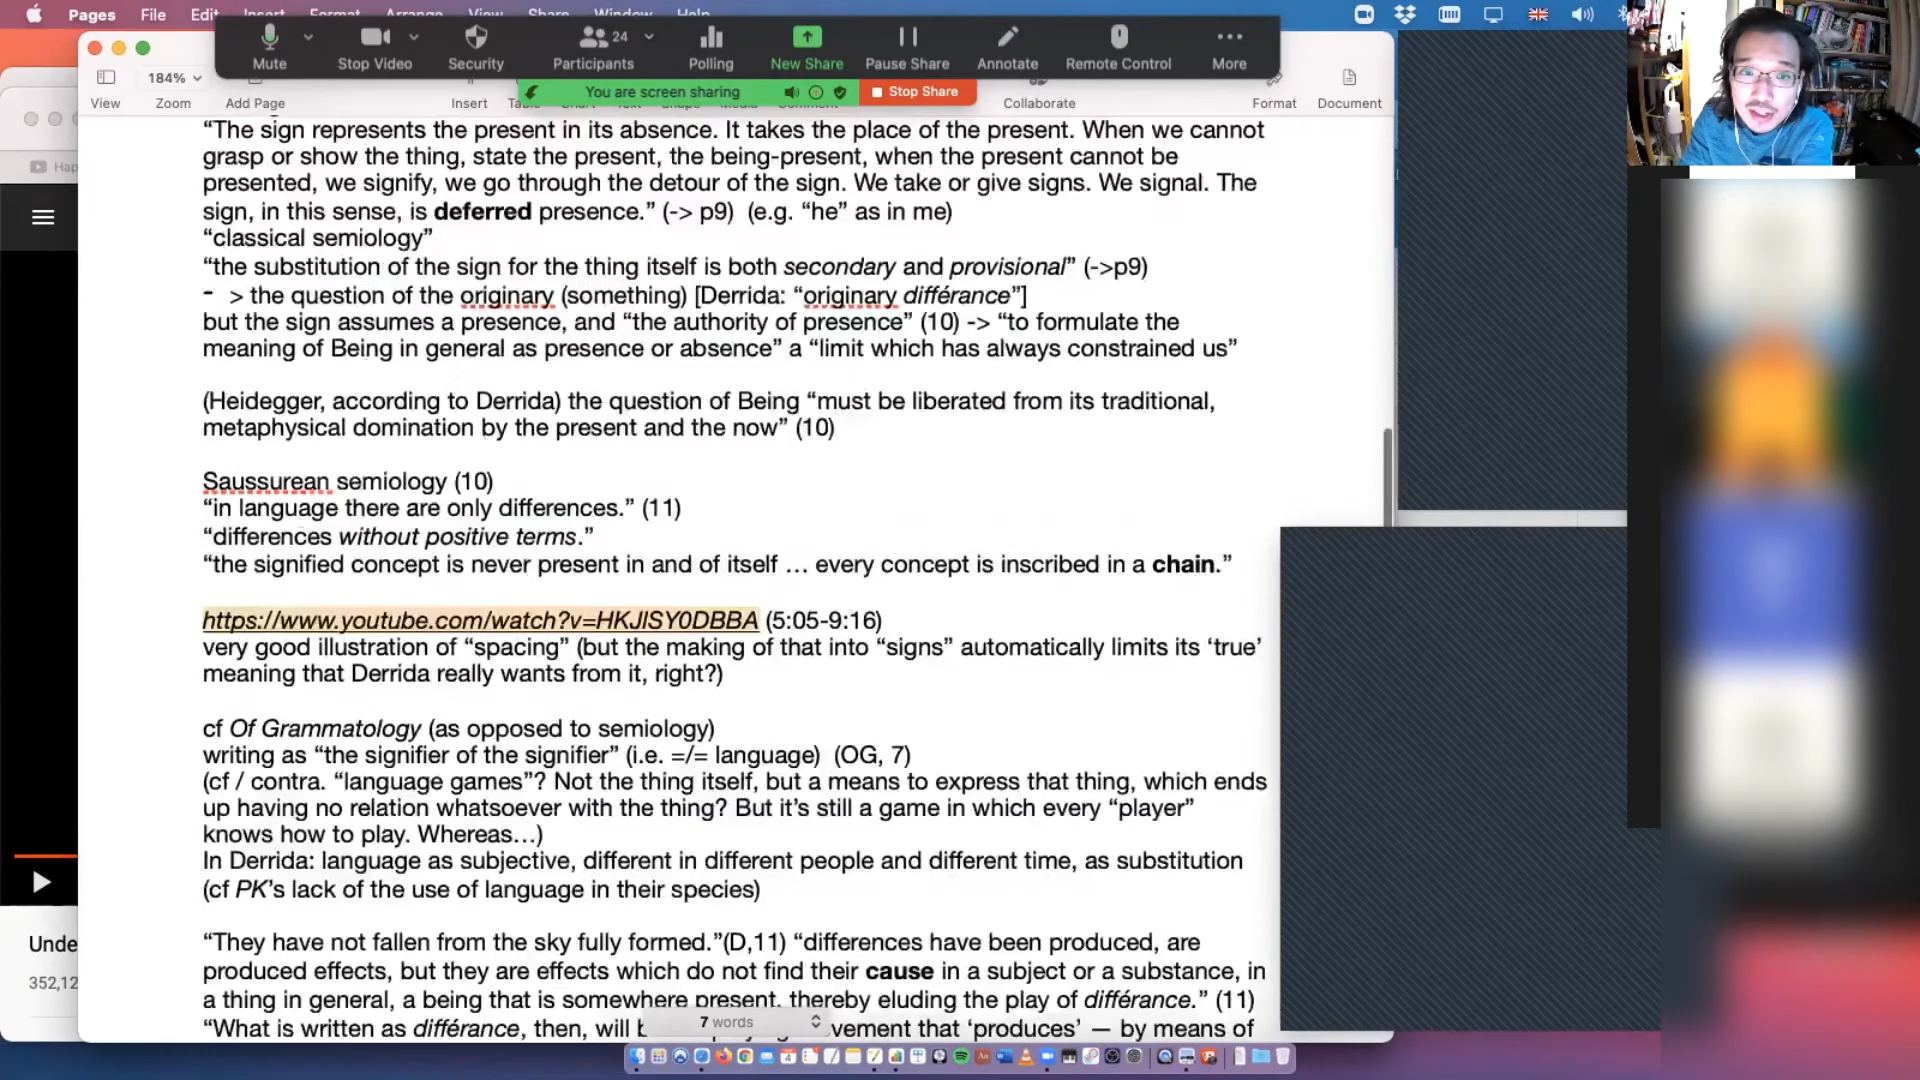 Pages File Edit Insert Format Arrange View Share Window Help
Mute Stop Video Security Participants 24 Polling New Share Pause Share Annotate Remote Control More
You are screen sharing Stop Share
184%
View Zoom Add Page Insert Collaborate Format Document
“The sign represents the present in its absence. It takes the place of the present. When we cannot
grasp or show the thing, state the present, the being-present, when the present cannot be
presented, we signify, we go through the detour of the sign. We take or give signs. We signal. The
sign, in this sense, is deferred presence.” (-> p9) (e.g. “he” as in me)
“classical semiology”
“the substitution of the sign for the thing itself is both secondary and provisional” (->p9)
- > the question of the originary (something) [Derrida: “originary différance”]
but the sign assumes a presence, and “the authority of presence” (10) -> “to formulate the
meaning of Being in general as presence or absence” a “limit which has always constrained us”
(Heidegger, according to Derrida) the question of Being “must be liberated from its traditional,
metaphysical domination by the present and the now” (10)
Saussurean semiology (10)
“in language there are only differences.” (11)
“differences without positive terms.”
“the signified concept is never present in and of itself … every concept is inscribed in a chain.”
https://www.youtube.com/watch?v=HKJlSY0DBBA (5:05-9:16)
very good illustration of “spacing” (but the making of that into “signs” automatically limits its ‘true’
meaning that Derrida really wants from it, right?)
cf Of Grammatology (as opposed to semiology)
writing as “the signifier of the signifier” (i.e. =/= language) (OG, 7)
(cf / contra. “language games”? Not the thing itself, but a means to express that thing, which ends
up having no relation whatsoever with the thing? But it’s still a game in which every “player”
knows how to play. Whereas…)
In Derrida: language as subjective, different in different people and different time, as substitution
(cf PK’s lack of the use of language in their species)
“They have not fallen from the sky fully formed.”(D,11) “differences have been produced, are
produced effects, but they are effects which do not find their cause in a subject or a substance, in
a thing in general, a being that is somewhere present, thereby eluding the play of différance.” (11)
“What is written as différance, then, will vement that ‘produces’ — by means of
7 words
Hap
Unde
352,12